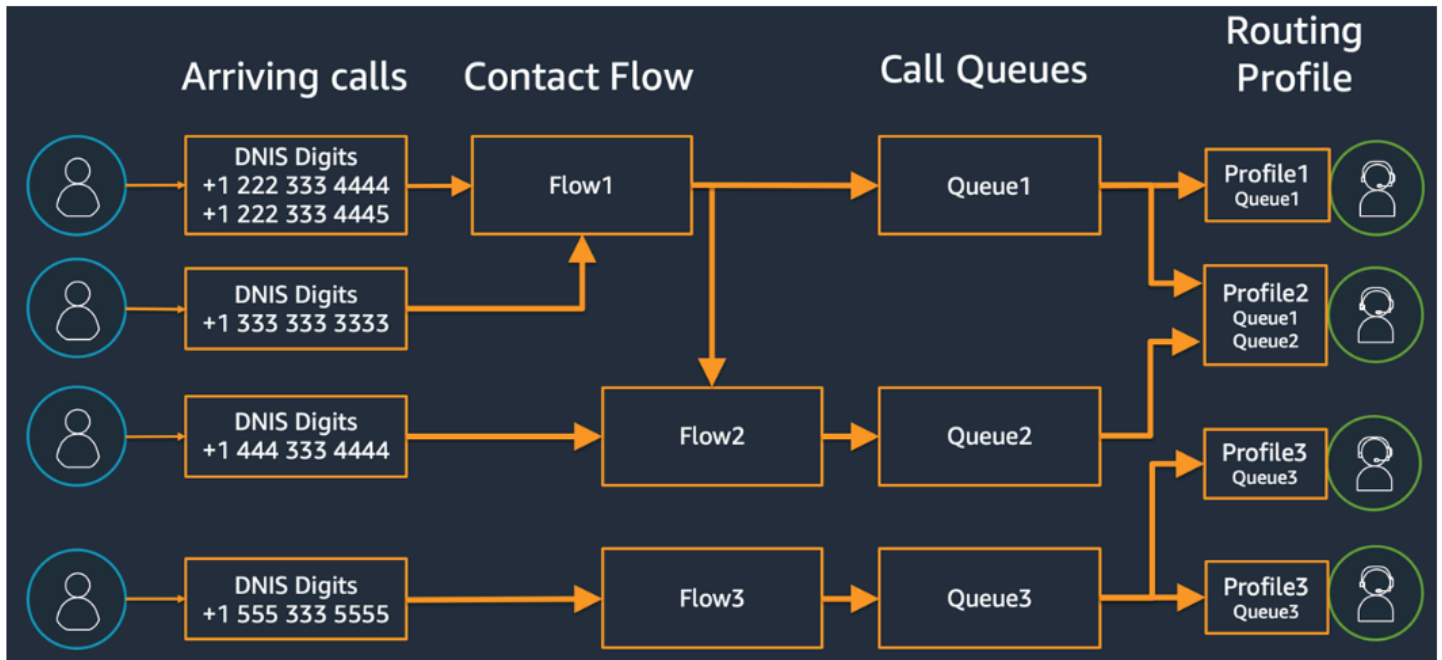 Arriving calls
Contact Flow
Call Queues
Routing
Profile
DNIS Digits
+1 222 333 4444
+1 222 333 4445
Flow1
Queue1
Profile1
Queue1
DNIS Digits
+1 333 333 3333
Profile2
Queue1
Queue2
DNIS Digits
+1 444 333 4444
Flow2
Queue2
Profile3
Queue3
DNIS Digits
+1 555 333 5555
Flow3
Queue3
Profile3
Queue3